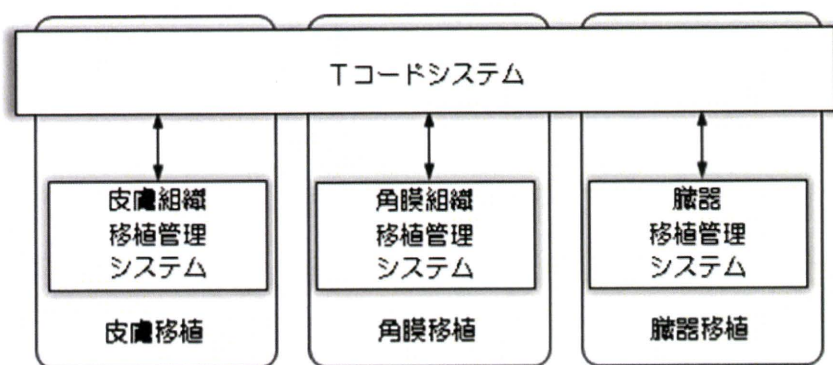 Tコードシステム
皮膚組織
移植管理
システム
皮膚移植
角膜組織
移植管理
システム
角膜移植
臓器
移植管理
システム
臓器移植